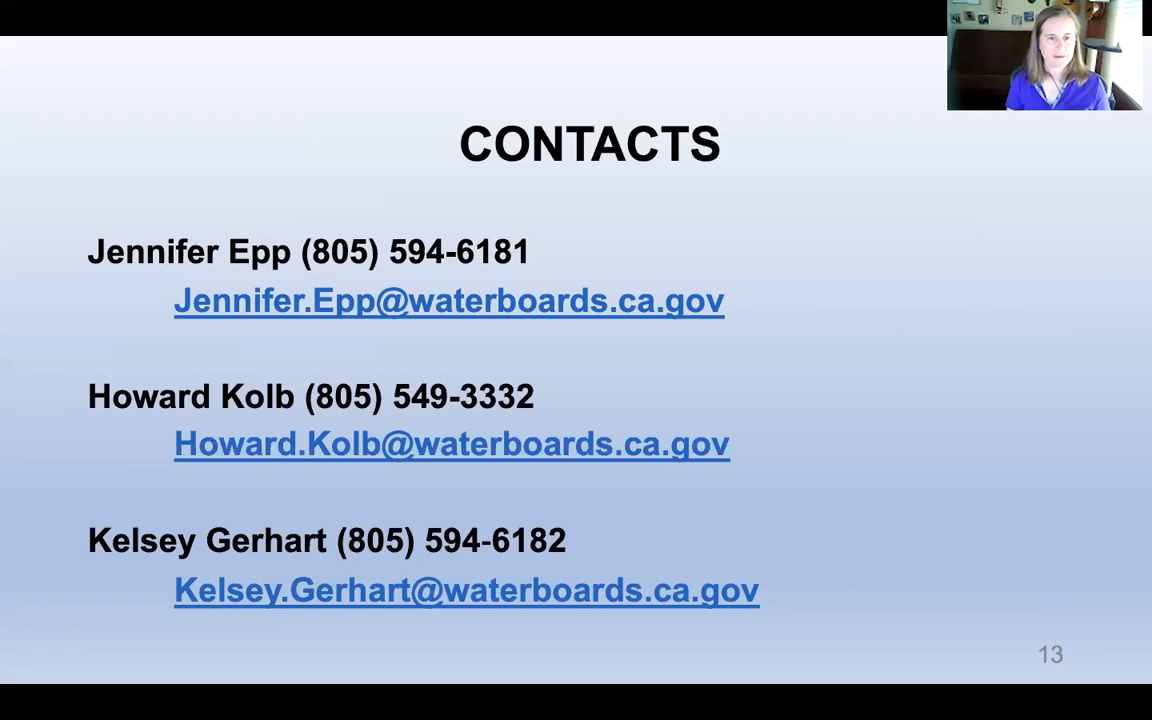 CONTACTS
Jennifer Epp (805) 594-6181
Jennifer.Epp@waterboards.ca.gov
Howard Kolb (805) 549-3332
Howard.Kolb@waterboards.ca.gov
Kelsey Gerhart (805) 594-6182
Kelsey.Gerhart@waterboards.ca.gov
13